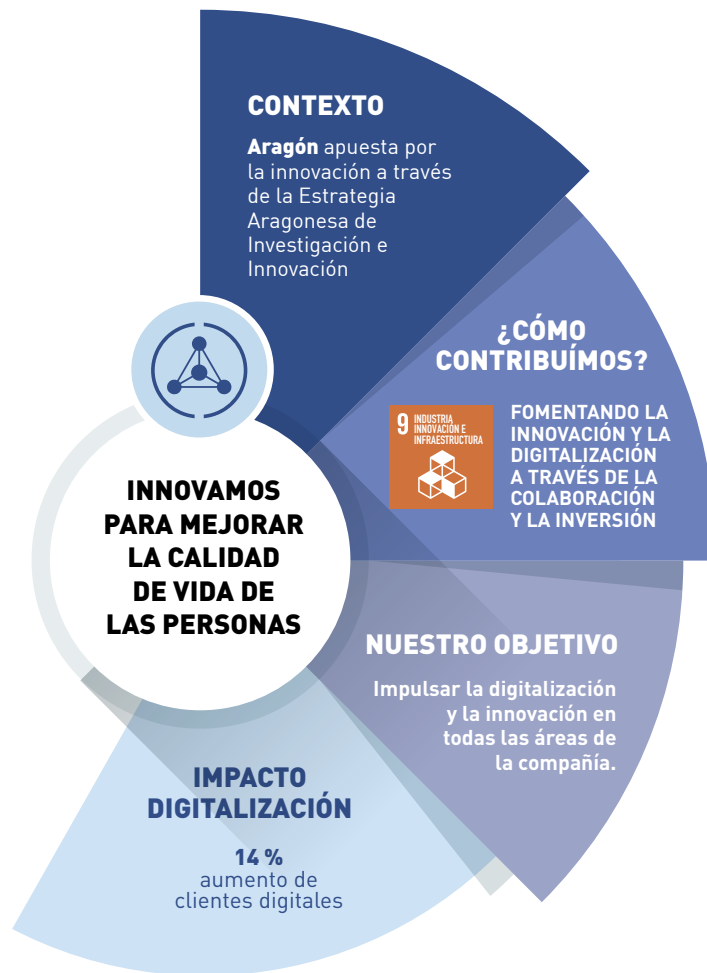 CONTEXTO
Aragón apuesta por
la innovación a través
de la Estrategia
Aragonesa de
Investigación e
Innovación
¿CÓMO
CONTRIBUÍMOS?
9 INDUSTRIA,
INNOVACIÓN E
INFRAESTRUCTURA
FOMENTANDO LA
INNOVACIÓN Y LA
DIGITALIZACIÓN
A TRAVÉS DE LA
COLABORACIÓN
Y LA INVERSIÓN
INNOVAMOS
PARA MEJORAR
LA CALIDAD
DE VIDA DE
LAS PERSONAS
NUESTRO OBJETIVO
Impulsar la digitalización
y la innovación en
todas las áreas de
la compañía.
IMPACTO
DIGITALIZACIÓN
14 %
aumento de
clientes digitales